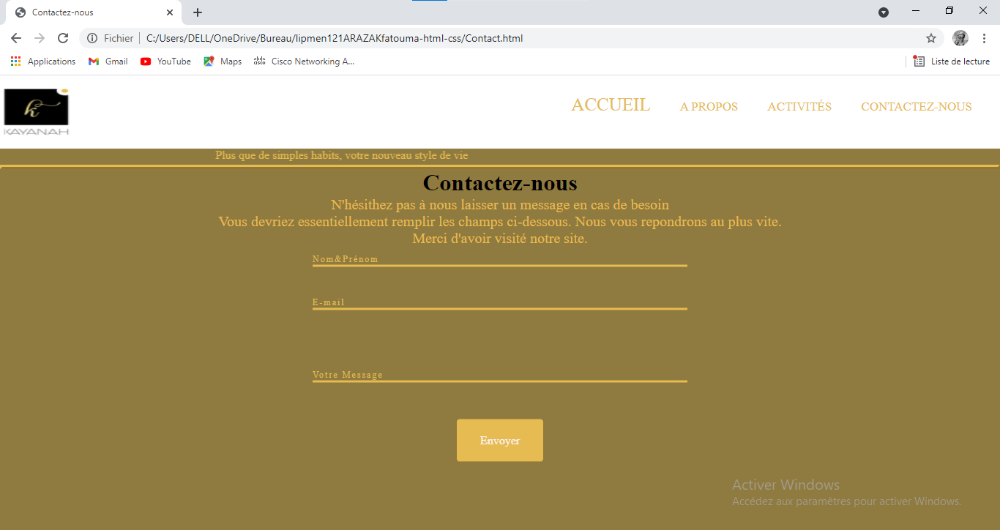 Contactez-nous
Fichier C:/Users/DELL/OneDrive/Bureau/lipmen121ARAZAKfatouma-html-css/Contact.html
Applications Gmail YouTube Maps cisco Cisco Networking A... Liste de lecture
k
KAYANAH
ACCUEIL A PROPOS ACTIVITÉS CONTACTEZ-NOUS
Plus que de simples habits, votre nouveau style de vie
Contactez-nous
N'hésithez pas à nous laisser un message en cas de besoin
Vous devriez essentiellement remplir les champs ci-dessous. Nous vous repondrons au plus vite.
Merci d'avoir visité notre site.
Nom&Prénom
E-mail
Votre Message
Envoyer
Activer Windows
Accédez aux paramètres pour activer Windows.